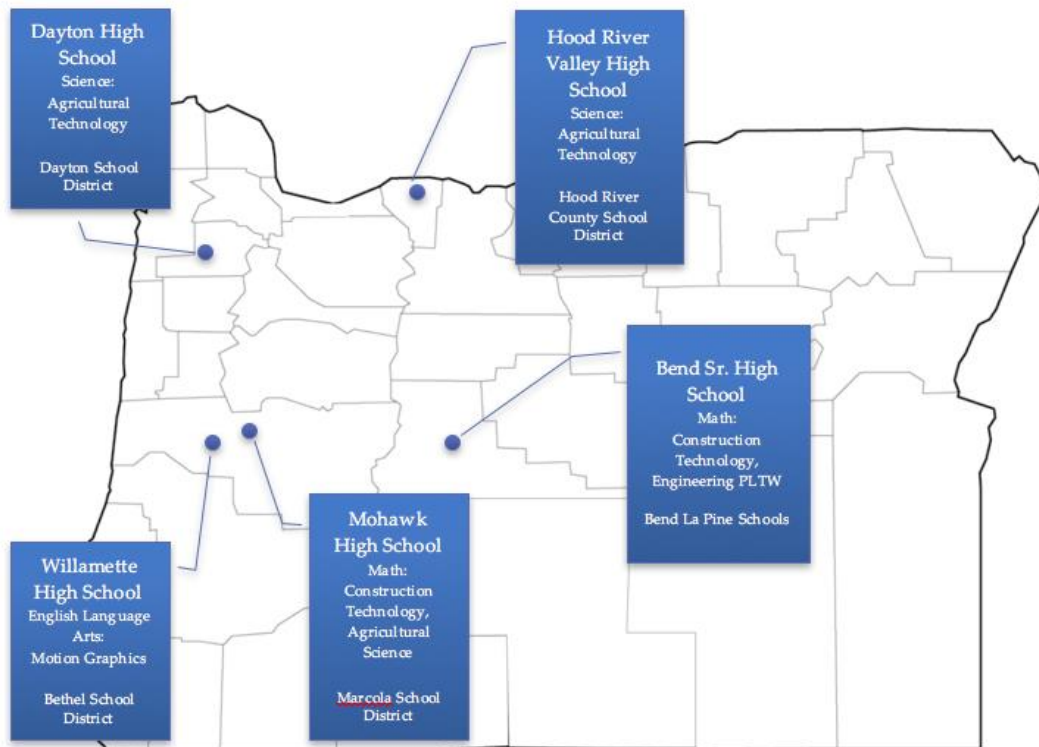 Dayton High
School
Science:
Agricultural
Technology
Dayton School
District
Hood River
Valley High
School
Science:
Agricultural
Technology
Hood River
County School
District
Bend Sr. High
School
Math:
Construction
Technology,
Engineering PLTW
Bend La Pine Schools
Mohawk
High School
Math:
Construction
Technology,
Agricultural
Science
Marcola School
District
Willamette
High School
English Language
Arts:
Motion Graphics
Bethel School
District